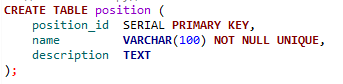 CREATE TABLE position (
    position_id  SERIAL PRIMARY KEY,
    name         VARCHAR(100) NOT NULL UNIQUE,
    description  TEXT
);